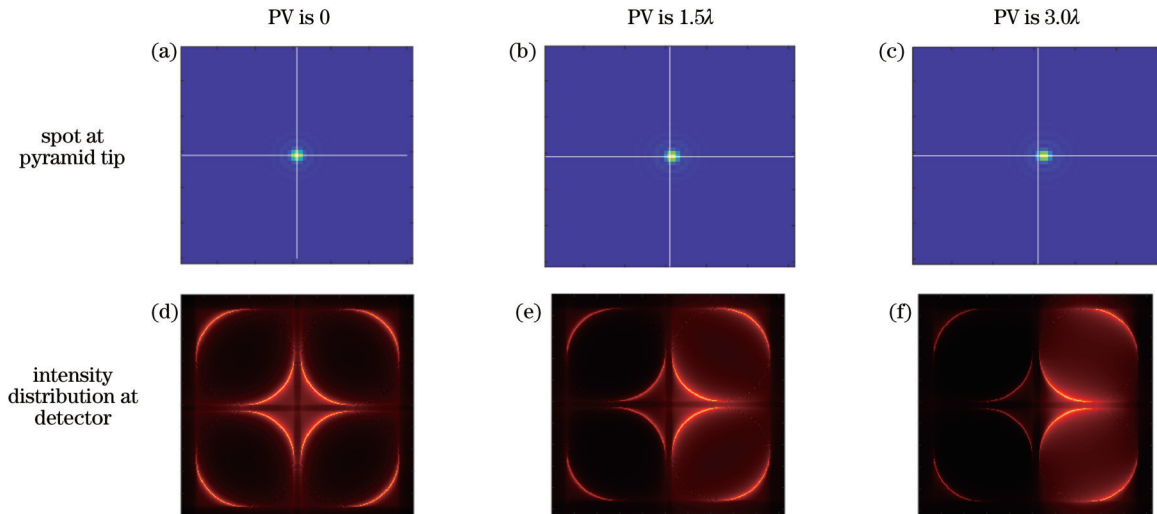 PV is 0
PV is 1.5λ
PV is 3.0λ
(a)
(b)
(c)
spot at
pyramid tip
(d)
(e)
(f)
intensity
distribution at
detector